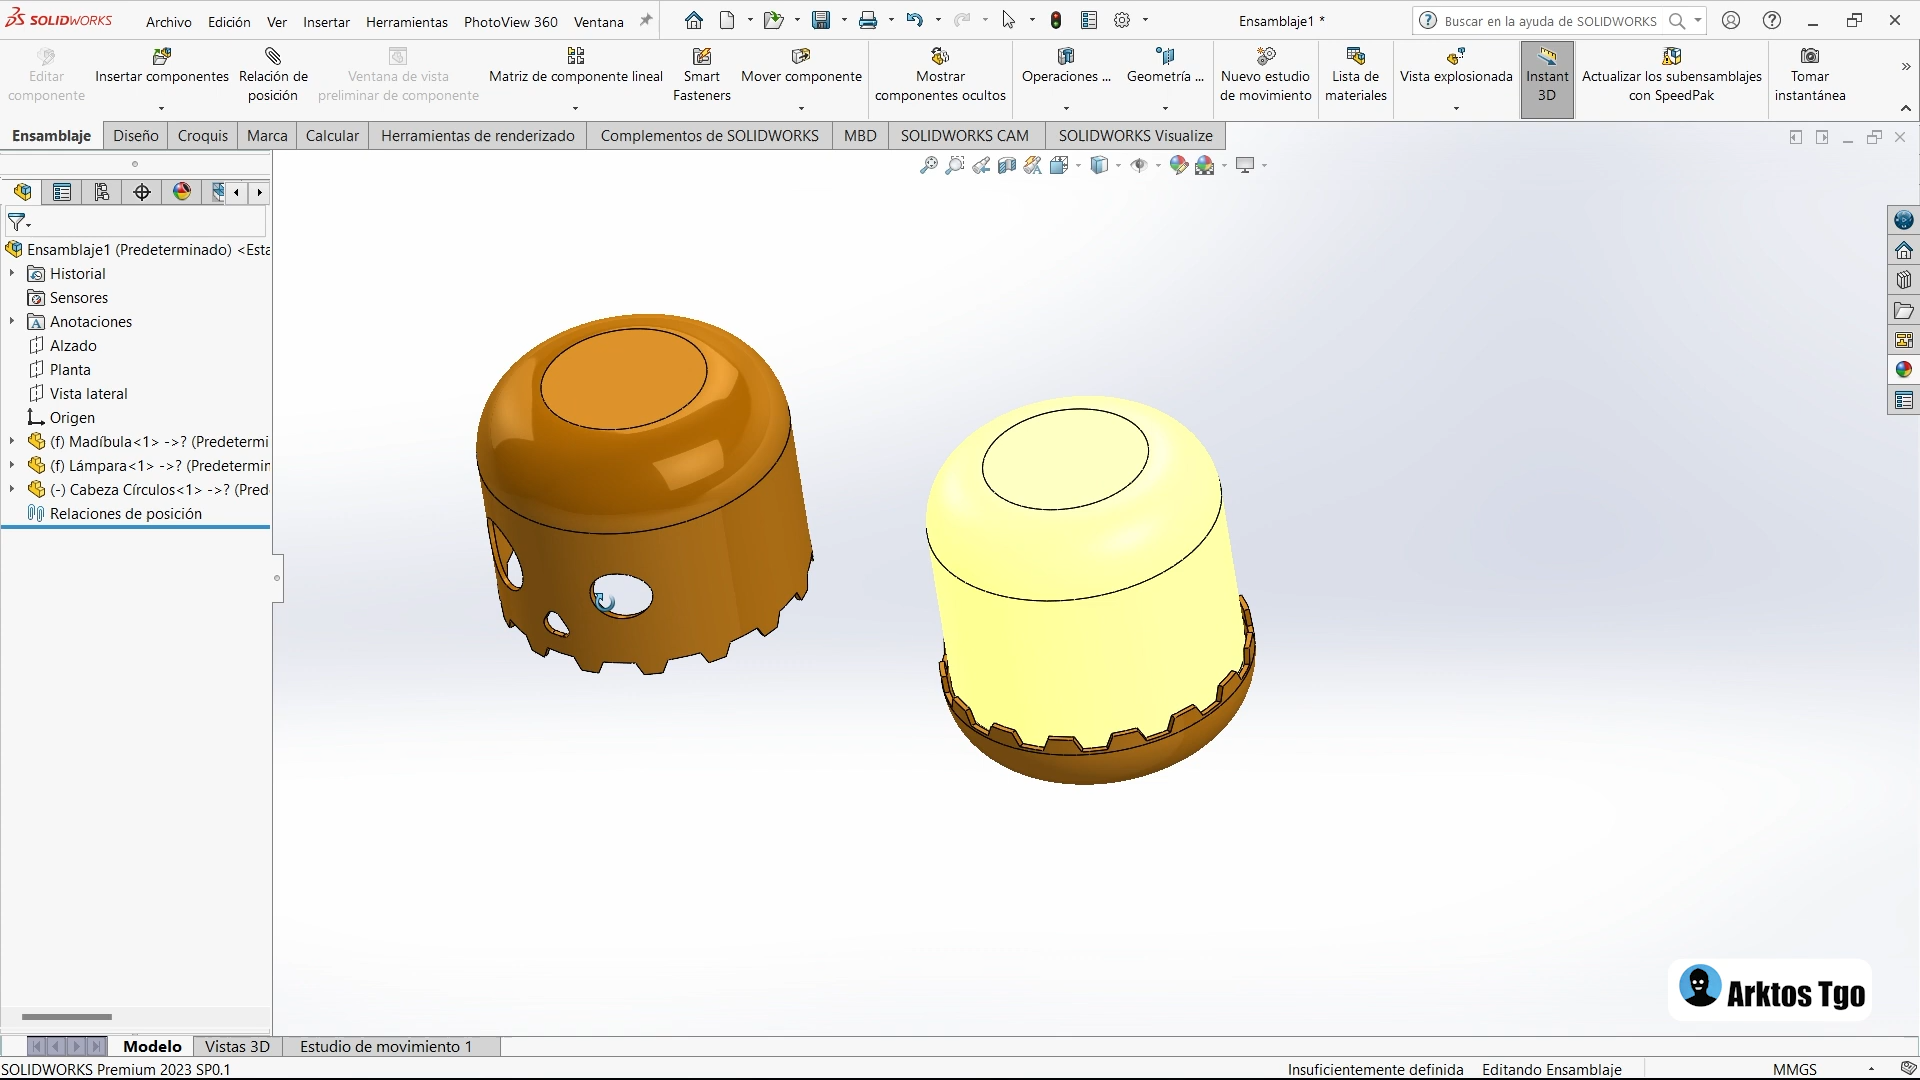 SOLIDWORKS
Archivo Edición Ver Insertar Herramientas PhotoView 360 Ventana
Ensamblaje1 *
Buscar en la ayuda de SOLIDWORKS
Editar componente
Insertar componentes
Relación de posición
Ventana de vista preliminar de componente
Matriz de componente lineal
Smart Fasteners
Mover componente
Mostrar componentes ocultos
Operaciones ...
Geometría ...
Nuevo estudio de movimiento
Lista de materiales
Vista explosionada
Instant 3D
Actualizar los subensamblajes con SpeedPak
Tomar instantánea
Ensamblaje Diseño Croquis Marca Calcular Herramientas de renderizado Complementos de SOLIDWORKS MBD SOLIDWORKS CAM SOLIDWORKS Visualize
Ensamblaje1 (Predeterminado) <Esta
Historial
Sensores
Anotaciones
Alzado
Planta
Vista lateral
Origen
(f) Madíbula<1> ->? (Predetermi
(f) Lámpara<1> ->? (Predetermin
(-) Cabeza Círculos<1> ->? (Pred
Relaciones de posición
Arktos Tgo
Modelo Vistas 3D Estudio de movimiento 1
SOLIDWORKS Premium 2023 SP0.1
Insuficientemente definida Editando Ensamblaje MMGS